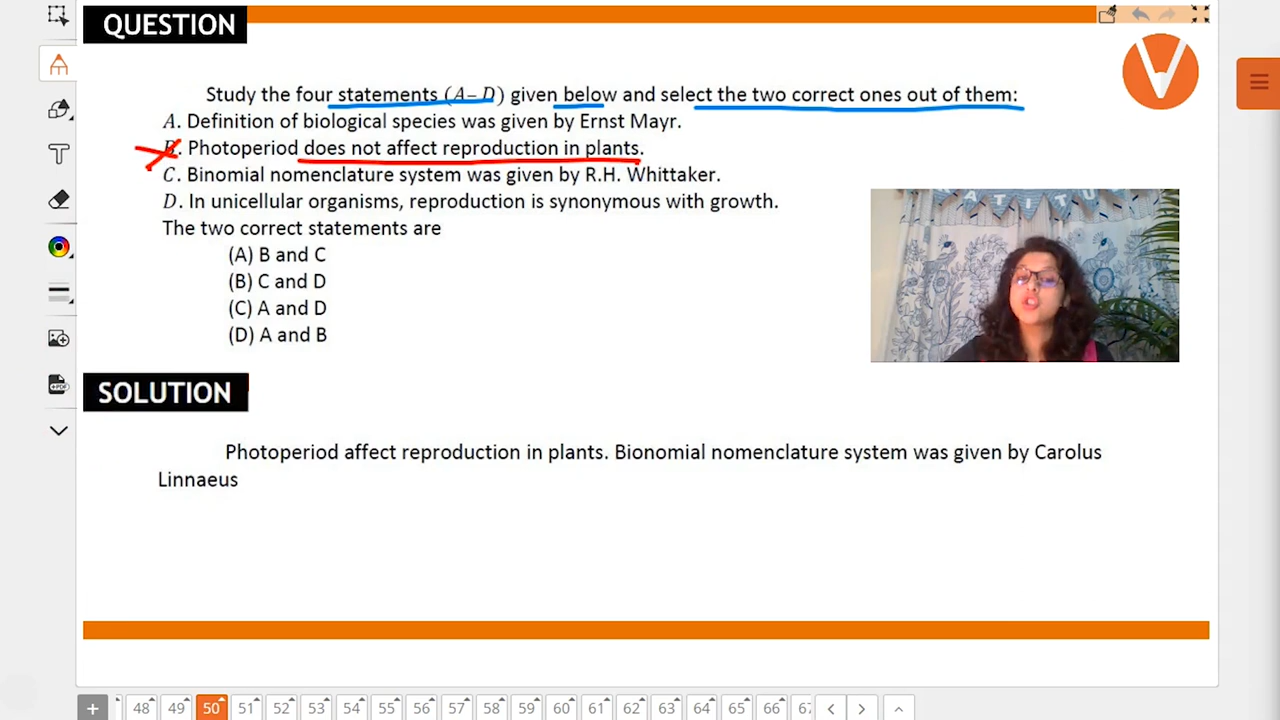 QUESTION
Study the four statements (A– D) given below and select the two correct ones out of them:
A. Definition of biological species was given by Ernst Mayr.
B. Photoperiod does not affect reproduction in plants.
C. Binomial nomenclature system was given by R.H. Whittaker.
D. In unicellular organisms, reproduction is synonymous with growth.
The two correct statements are
(A) B and C
(B) C and D
(C) A and D
(D) A and B
SOLUTION
Photoperiod affect reproduction in plants. Bionomial nomenclature system was given by Carolus
Linnaeus
48 49 50 51 52 53 54 55 56 57 58 59 60 61 62 63 64 65 66